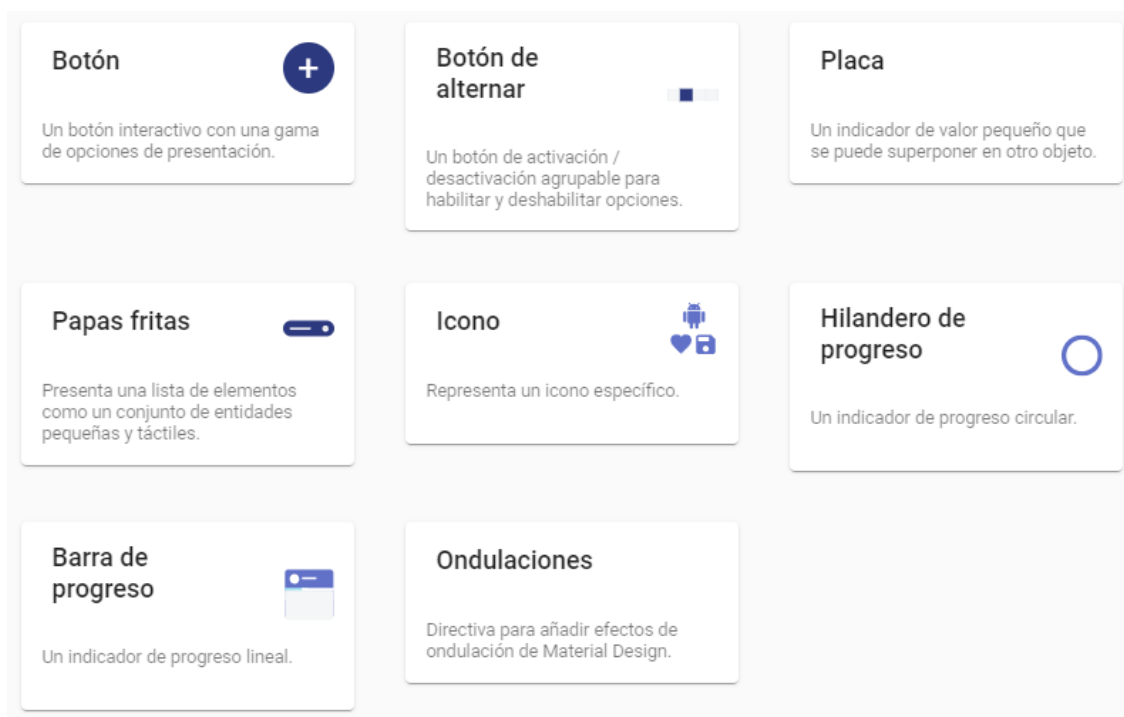 Botón
Un botón interactivo con una gama
de opciones de presentación.
Botón de
alternar
Un botón de activación /
desactivación agrupable para
habilitar y deshabilitar opciones.
Placa
Un indicador de valor pequeño que
se puede superponer en otro objeto.
Papas fritas
Presenta una lista de elementos
como un conjunto de entidades
pequeñas y táctiles.
Icono
Representa un icono específico.
Hilandero de
progreso
Un indicador de progreso circular.
Barra de
progreso
Un indicador de progreso lineal.
Ondulaciones
Directiva para añadir efectos de
ondulación de Material Design.